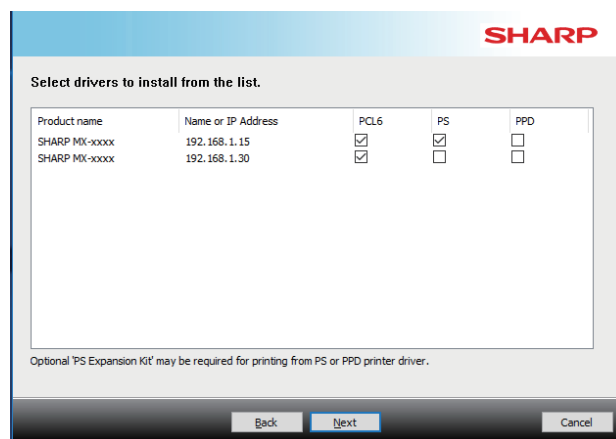 SHARP
Select drivers to install from the list.
Product name Name or IP Address PCL6 PS PPD
SHARP MX-xxxx 192.168.1.15
SHARP MX-xxxx 192.168.1.30
Optional 'PS Expansion Kit' may be required for printing from PS or PPD printer driver.
Back Next Cancel